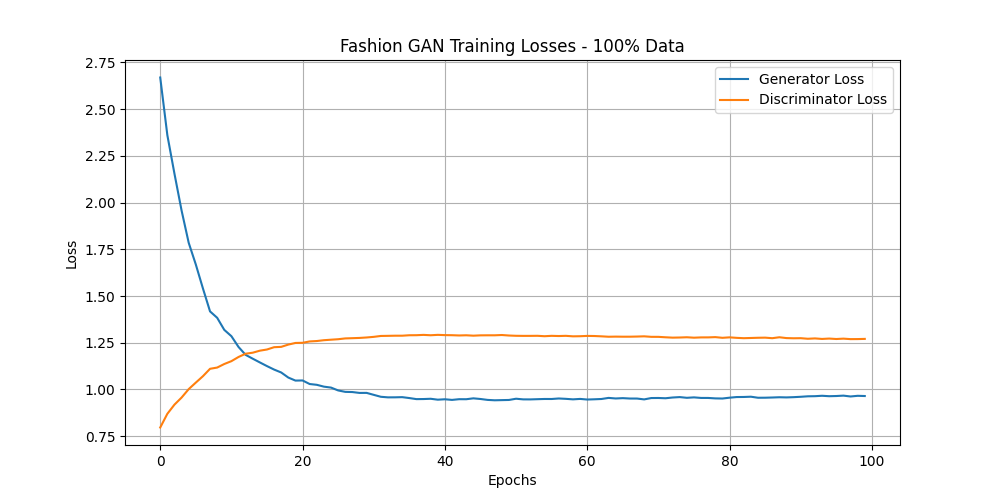 Fashion GAN Training Losses - 100% Data
Generator Loss
Discriminator Loss
Loss
2.75
2.50
2.25
2.00
1.75
1.50
1.25
1.00
0.75
0 20 40 60 80 100
Epochs